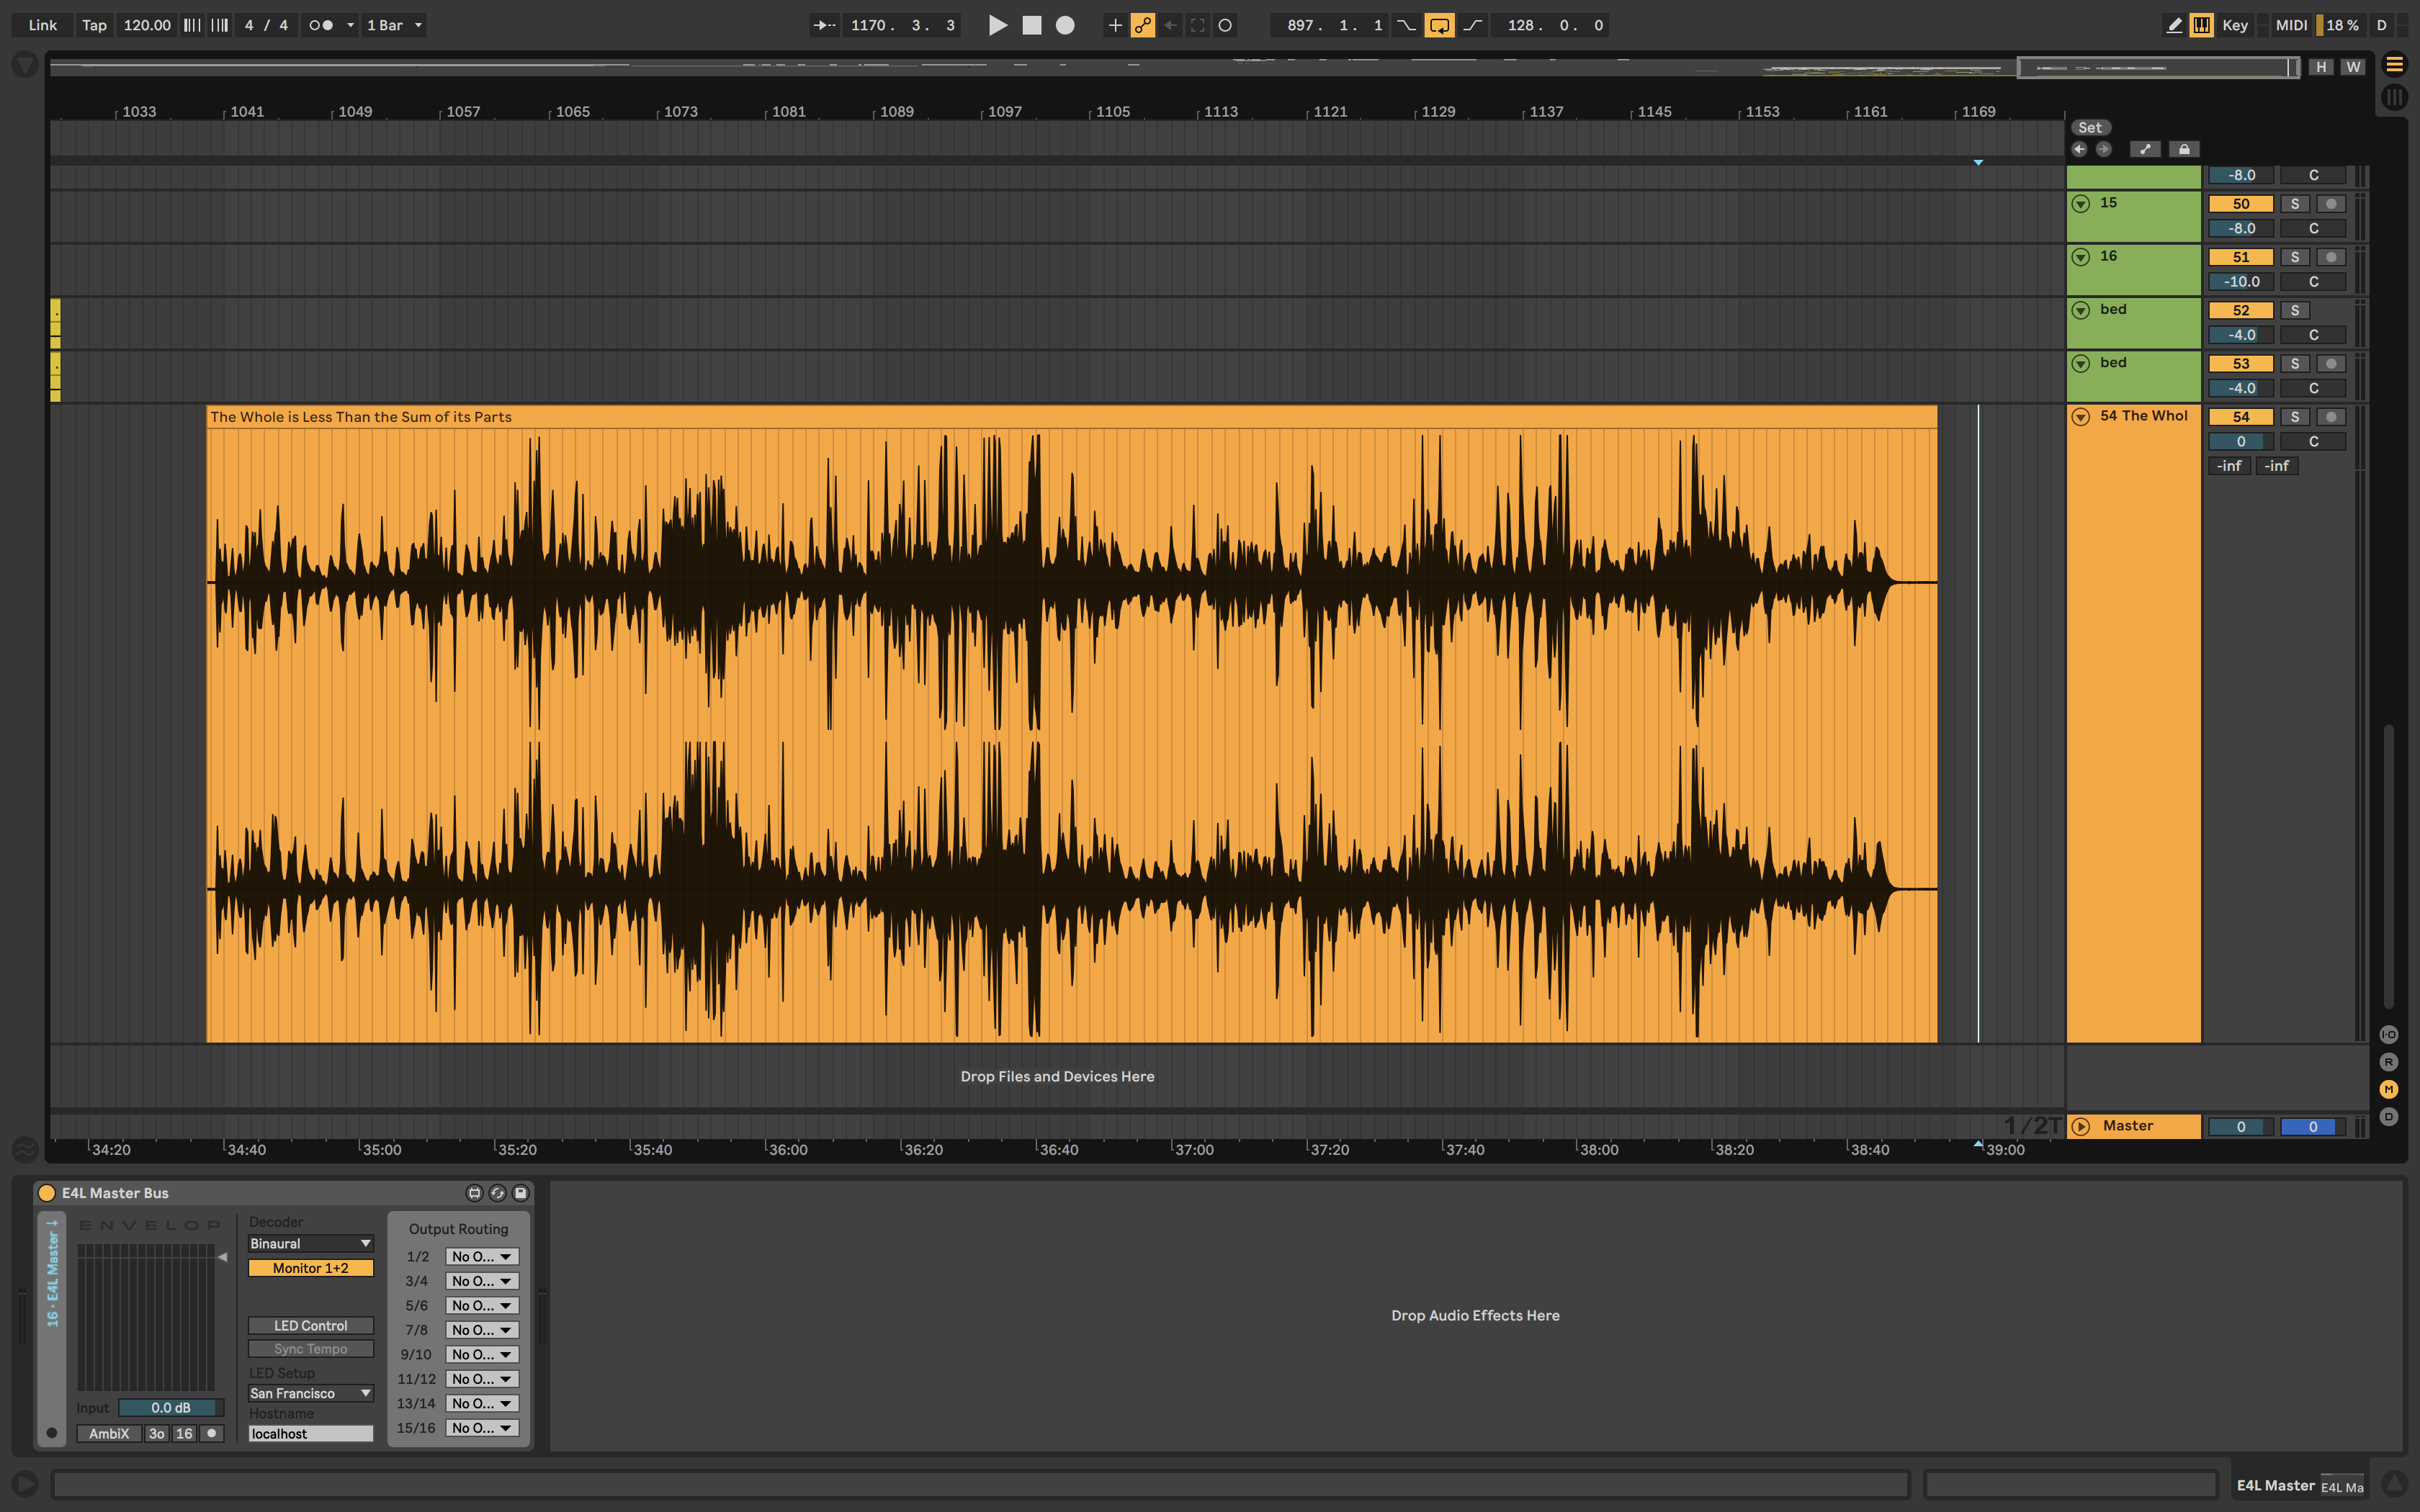 Link Tap 120.00 4 / 4 1 Bar 1170. 3. 3 897. 1. 1 128. 0. 0 Key MIDI 18 % D
H W
1033 1041 1049 1057 1065 1073 1081 1089 1097 1105 1113 1121 1129 1137 1145 1153 1161 1169
Set
-8.0 C
15 50 S
-8.0 C
16 51 S
-10.0 C
bed 52 S
-4.0 C
bed 53 S
-4.0 C
The Whole is Less Than the Sum of its Parts 54 The Whol 54 S
0 C
-inf -inf
I·O
R
M
D
Drop Files and Devices Here
1/2T Master 0 0
34:20 34:40 35:00 35:20 35:40 36:00 36:20 36:40 37:00 37:20 37:40 38:00 38:20 38:40 39:00
E4L Master Bus
16 - E4L Master
ENVELOP
Input 0.0 dB
AmbiX 3o 16
Decoder
Binaural
Monitor 1+2
LED Control
Sync Tempo
LED Setup
San Francisco
Hostname
localhost
Output Routing
1/2 No O...
3/4 No O...
5/6 No O...
7/8 No O...
9/10 No O...
11/12 No O...
13/14 No O...
15/16 No O...
Drop Audio Effects Here
E4L Master E4L Ma